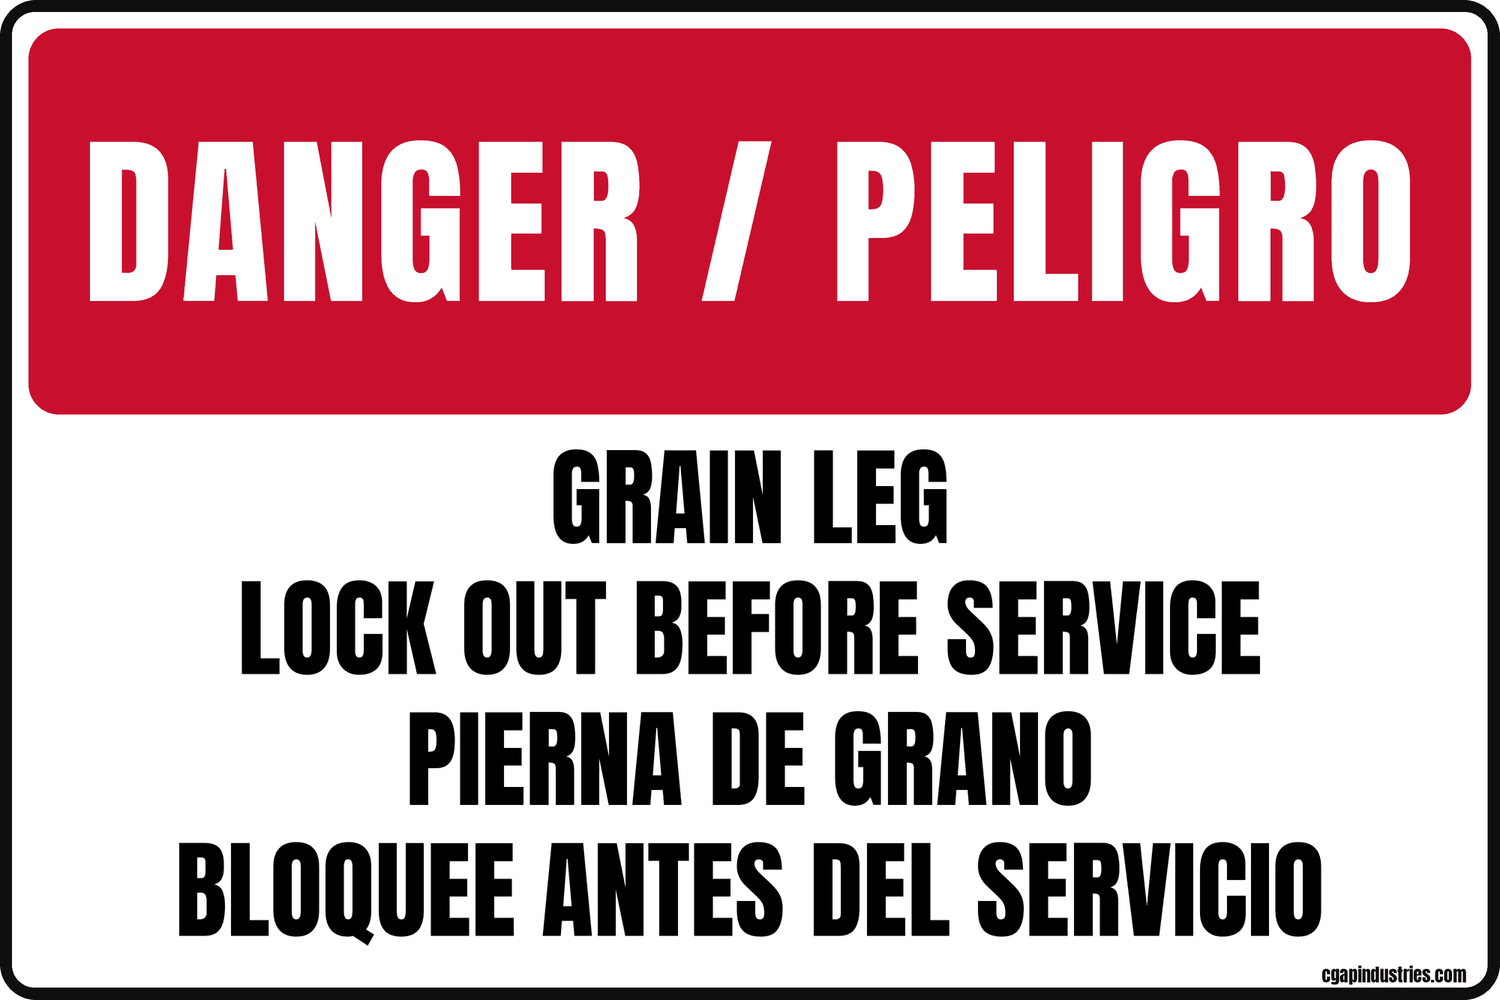 DANGER / PELIGRO
GRAIN LEG
LOCK OUT BEFORE SERVICE
PIERNA DE GRANO
BLOQUEE ANTES DEL SERVICIO
cgapindustries.com